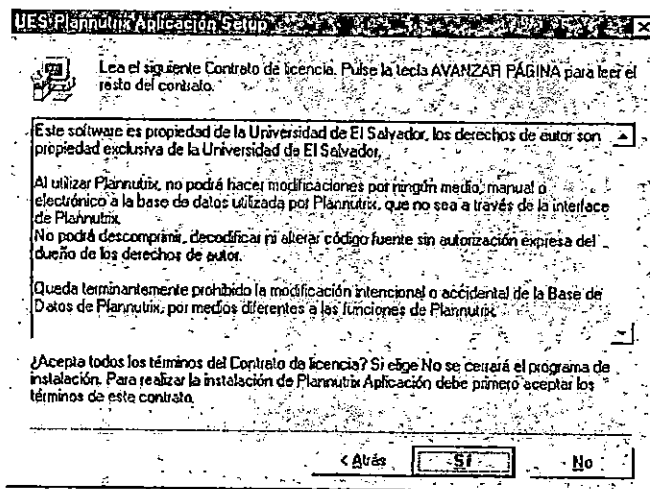 UES Plannutrix Aplicación Setup
Lea el siguiente Contrato de licencia. Pulse la tecla AVANZAR PÁGINA para leer el
resto del contrato.
Este software es propiedad de la Universidad de El Salvador, los derechos de autor son
propiedad exclusiva de la Universidad de El Salvador.
Al utilizar Plannutrix, no podrá hacer modificaciones por ningún medio, manual o
electrónico a la base de datos utilizada por Plannutrix, que no sea a través de la interface
de Plannutrix.
No podrá descomprimir, decodificar ni alterar código fuente sin autorización expresa del
dueño de los derechos de autor.
Queda terminantemente prohibido la modificación intencional o accidental de la Base de
Datos de Plannutrix, por medios diferentes a las funciones de Plannutrix.
¿Acepta todos los términos del Contrato de licencia? Si elige No se cerrará el programa de
instalación. Para realizar la instalación de Plannutrix Aplicación debe primero aceptar los
términos de este contrato.
< Atrás Sí No